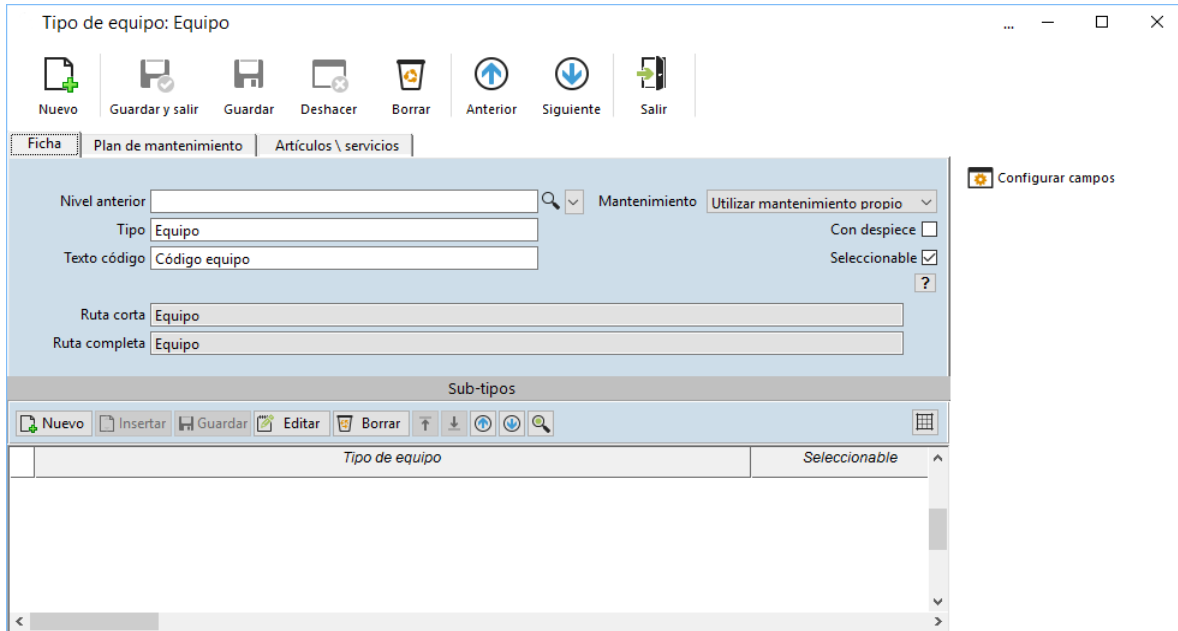 Tipo de equipo: Equipo
...
Nuevo Guardar y salir Guardar Deshacer Borrar Anterior Siguiente Salir
Ficha Plan de mantenimiento Artículos \ servicios
Configurar campos
Nivel anterior Mantenimiento Utilizar mantenimiento propio
Tipo Equipo Con despiece
Texto código Código equipo Seleccionable
?
Ruta corta Equipo
Ruta completa Equipo
Sub-tipos
Nuevo Insertar Guardar Editar Borrar
Tipo de equipo Seleccionable